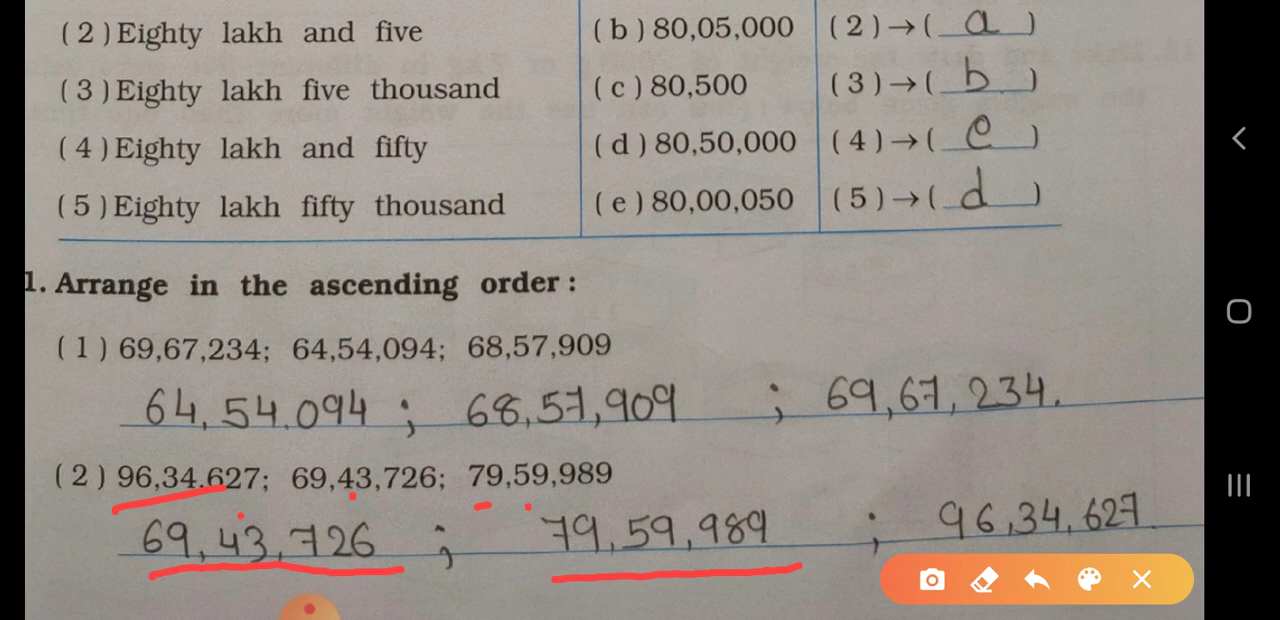 (2) Eighty lakh and five (b) 80,05,000 (2)→( a )
(3) Eighty lakh five thousand (c) 80,500 (3)→( b )
(4) Eighty lakh and fifty (d) 80,50,000 (4)→( e )
(5) Eighty lakh fifty thousand (e) 80,00,050 (5)→( d )
1. Arrange in the ascending order :
(1) 69,67,234; 64,54,094; 68,57,909
64,54.094 ; 68,57,909 ; 69,67,234.
(2) 96,34.627; 69,43,726; 79,59,989
69,43,726 ; 79,59,989 ; 96,34,627.